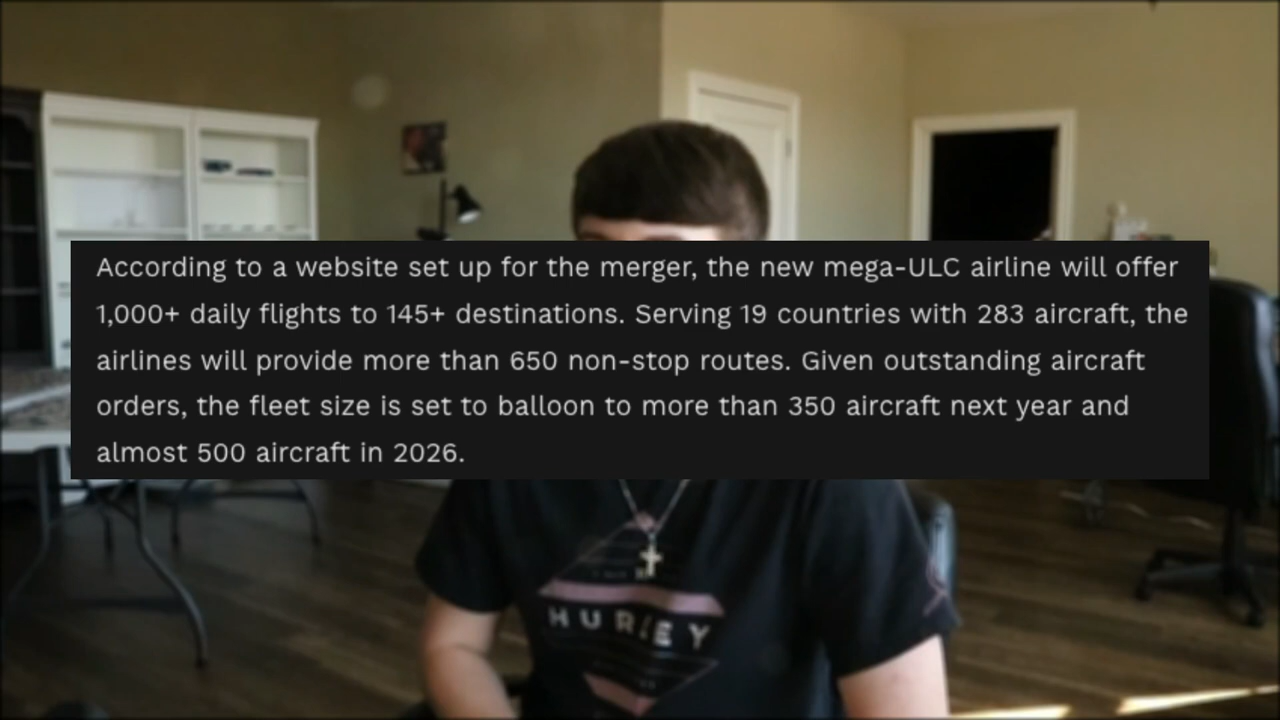 According to a website set up for the merger, the new mega-ULC airline will offer
1,000+ daily flights to 145+ destinations. Serving 19 countries with 283 aircraft, the
airlines will provide more than 650 non-stop routes. Given outstanding aircraft
orders, the fleet size is set to balloon to more than 350 aircraft next year and
almost 500 aircraft in 2026.
HURLEY